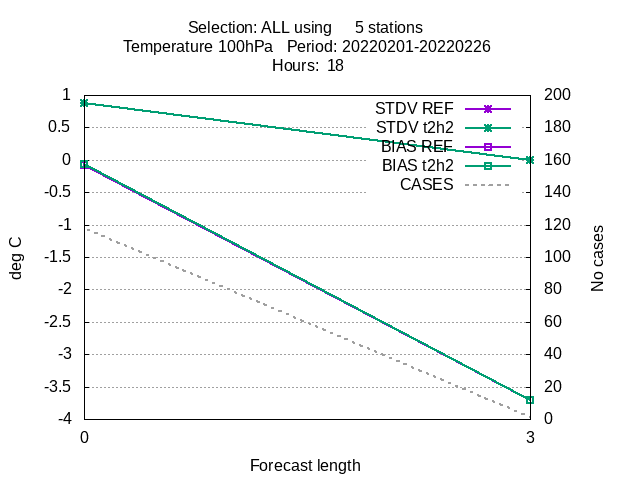 Selection: ALL using 5 stations
Temperature 100hPa Period: 20220201-20220226
Hours: 18
1
0.5
0
-0.5
-1
-1.5
-2
-2.5
-3
-3.5
-4
deg C
STDV REF
STDV t2h2
BIAS REF
BIAS t2h2
CASES
200
180
160
140
120
100
80
60
40
20
0
No cases
0
3
Forecast length